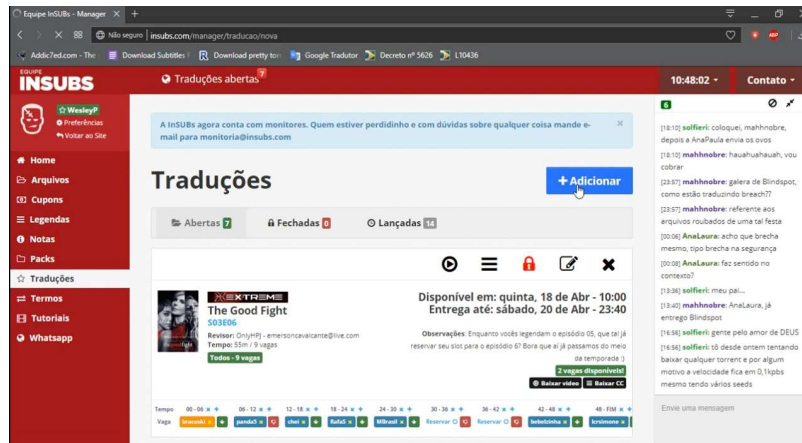 Equipe InSUBs - Manager
Não seguro | insubs.com/manager/traducao/nova
Addic7ed.com - The
Download Subtitles
Download pretty torr
Google Tradutor
Decreto nº 5626
L10436
EQUIPE
INSUBS
Traduções abertas 7
10:48:02
Contato
WesleyP
Preferências
Voltar ao Site
Home
Arquivos
Cupons
Legendas
Notas
Packs
Traduções
Termos
Tutoriais
Whatsapp
A InSUBs agora conta com monitores. Quem estiver perdidinho e com dúvidas sobre qualquer coisa mande e-
mail para monitoria@insubs.com
Traduções
+ Adicionar
Abertas 7
Fechadas 0
Lançadas 14
EXTREME
The Good Fight
S03E06
Revisor: OnlyHPJ - emersoncavalcante@live.com
Tempo: 55m / 9 vagas
Todos - 9 vagas
Disponível em: quinta, 18 de Abr - 10:00
Entrega até: sábado, 20 de Abr - 23:40
Observações: Enquanto vocês legendam o episódio 05, que tal já
reservar seu slot para o episódio 6? Bora que aí já passamos do meio
da temporada :)
2 vagas disponíveis!
Baixar video
Baixar CC
Tempo 00 - 06 06 - 12 12 - 18 18 - 24 24 - 30 30 - 36 36 - 42 42 - 48 48 - FIM
Vaga panda5 chei RafaS MBrasil Reservar Reservar bebelzinha lcrsimone
6
[18:10] solfieri: coloquei, mahhnobre,
depois a AnaPaula envia os ovos
[18:10] mahhnobre: hauahuahauah, vou
cobrar
[23:57] mahhnobre: galera de Blindspot,
como estão traduzindo breach??
[23:57] mahhnobre: referente aos
arquivos roubados de uma tal festa
[00:06] AnaLaura: acho que brecha
mesmo, tipo brecha na segurança
[00:08] AnaLaura: faz sentido no
contexto?
[13:36] solfieri: meu pai...
[13:40] mahhnobre: AnaLaura, já
entrego Blindspot
[16:56] solfieri: gente pelo amor de DEUS
[16:56] solfieri: tô desde ontem tentando
baixar qualquer torrent e por algum
motivo a velocidade fica em 0,1kpbs
mesmo tendo vários seeds
Envie uma mensagem